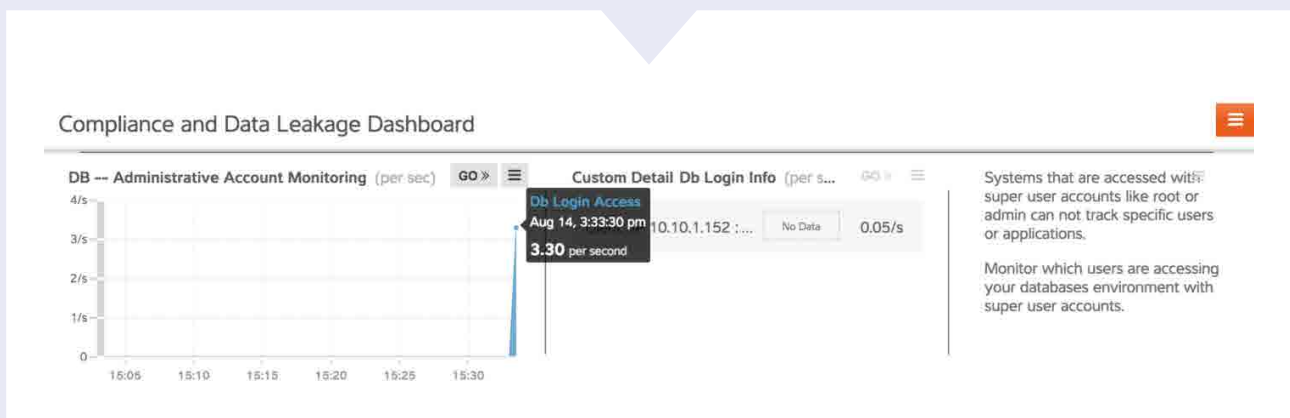 Compliance and Data Leakage Dashboard
DB -- Administrative Account Monitoring (per sec) GO »
4/s
3/s
2/s
1/s
0
15:05 15:10 15:15 15:20 15:25 15:30
Db Login Access
Aug 14, 3:33:30 pm
3.30 per second
Custom Detail Db Login Info (per s... GO »
10.10.1.152 :... No Data 0.05/s
Systems that are accessed with
super user accounts like root or
admin can not track specific users
or applications.
Monitor which users are accessing
your databases environment with
super user accounts.